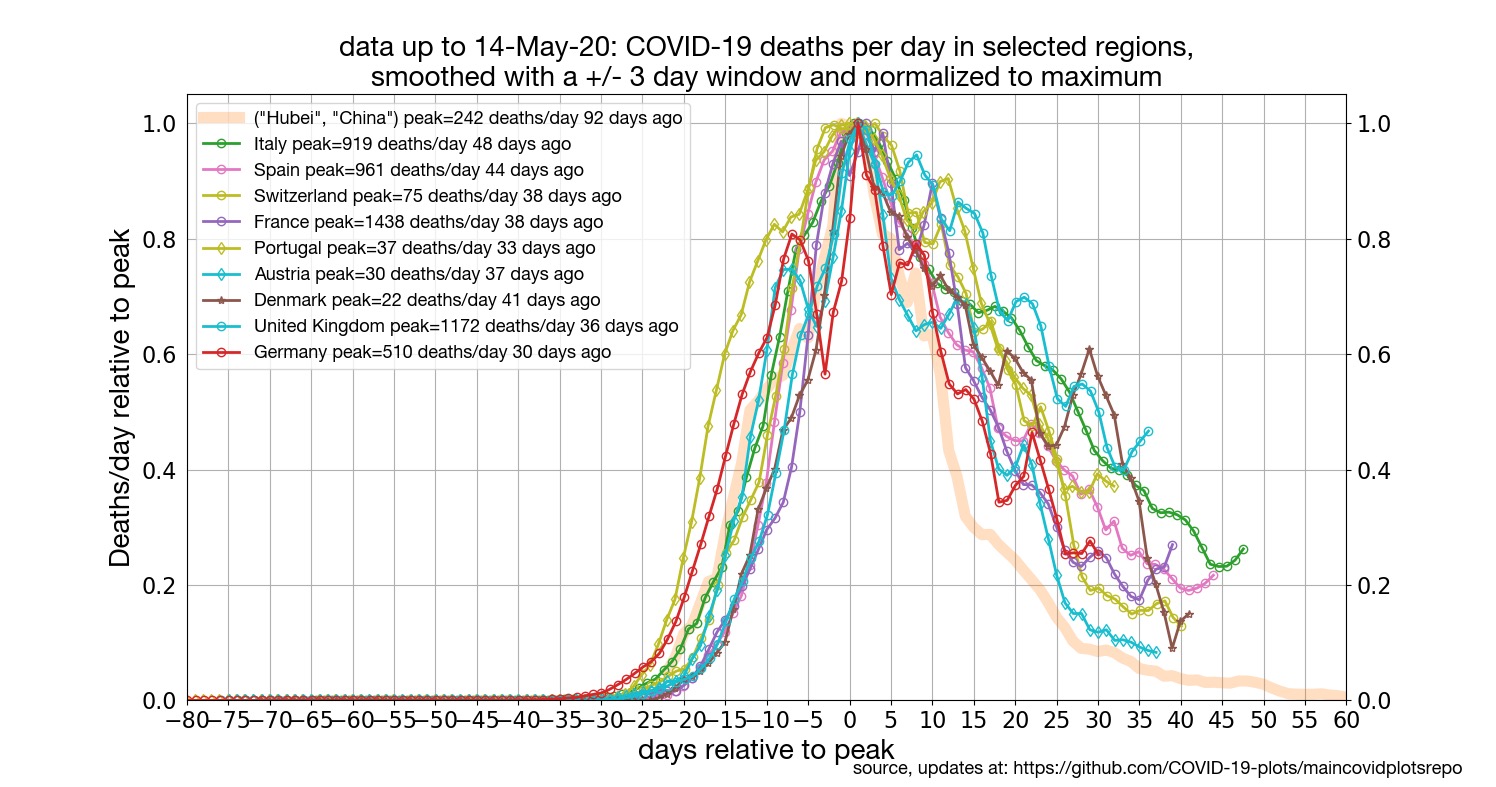 data up to 14-May-20: COVID-19 deaths per day in selected regions,
smoothed with a +/- 3 day window and normalized to maximum
("Hubei", "China") peak=242 deaths/day 92 days ago
Italy peak=919 deaths/day 48 days ago
Spain peak=961 deaths/day 44 days ago
Switzerland peak=75 deaths/day 38 days ago
France peak=1438 deaths/day 38 days ago
Portugal peak=37 deaths/day 33 days ago
Austria peak=30 deaths/day 37 days ago
Denmark peak=22 deaths/day 41 days ago
United Kingdom peak=1172 deaths/day 36 days ago
Germany peak=510 deaths/day 30 days ago
Deaths/day relative to peak
1.0
0.8
0.6
0.4
0.2
0.0
1.0
0.8
0.6
0.4
0.2
0.0
−80 −75 −70 −65 −60 −55 −50 −45 −40 −35 −30 −25 −20 −15 −10 −5 0 5 10 15 20 25 30 35 40 45 50 55 60
days relative to peak
source, updates at: https://github.com/COVID-19-plots/maincovidplotsrepo